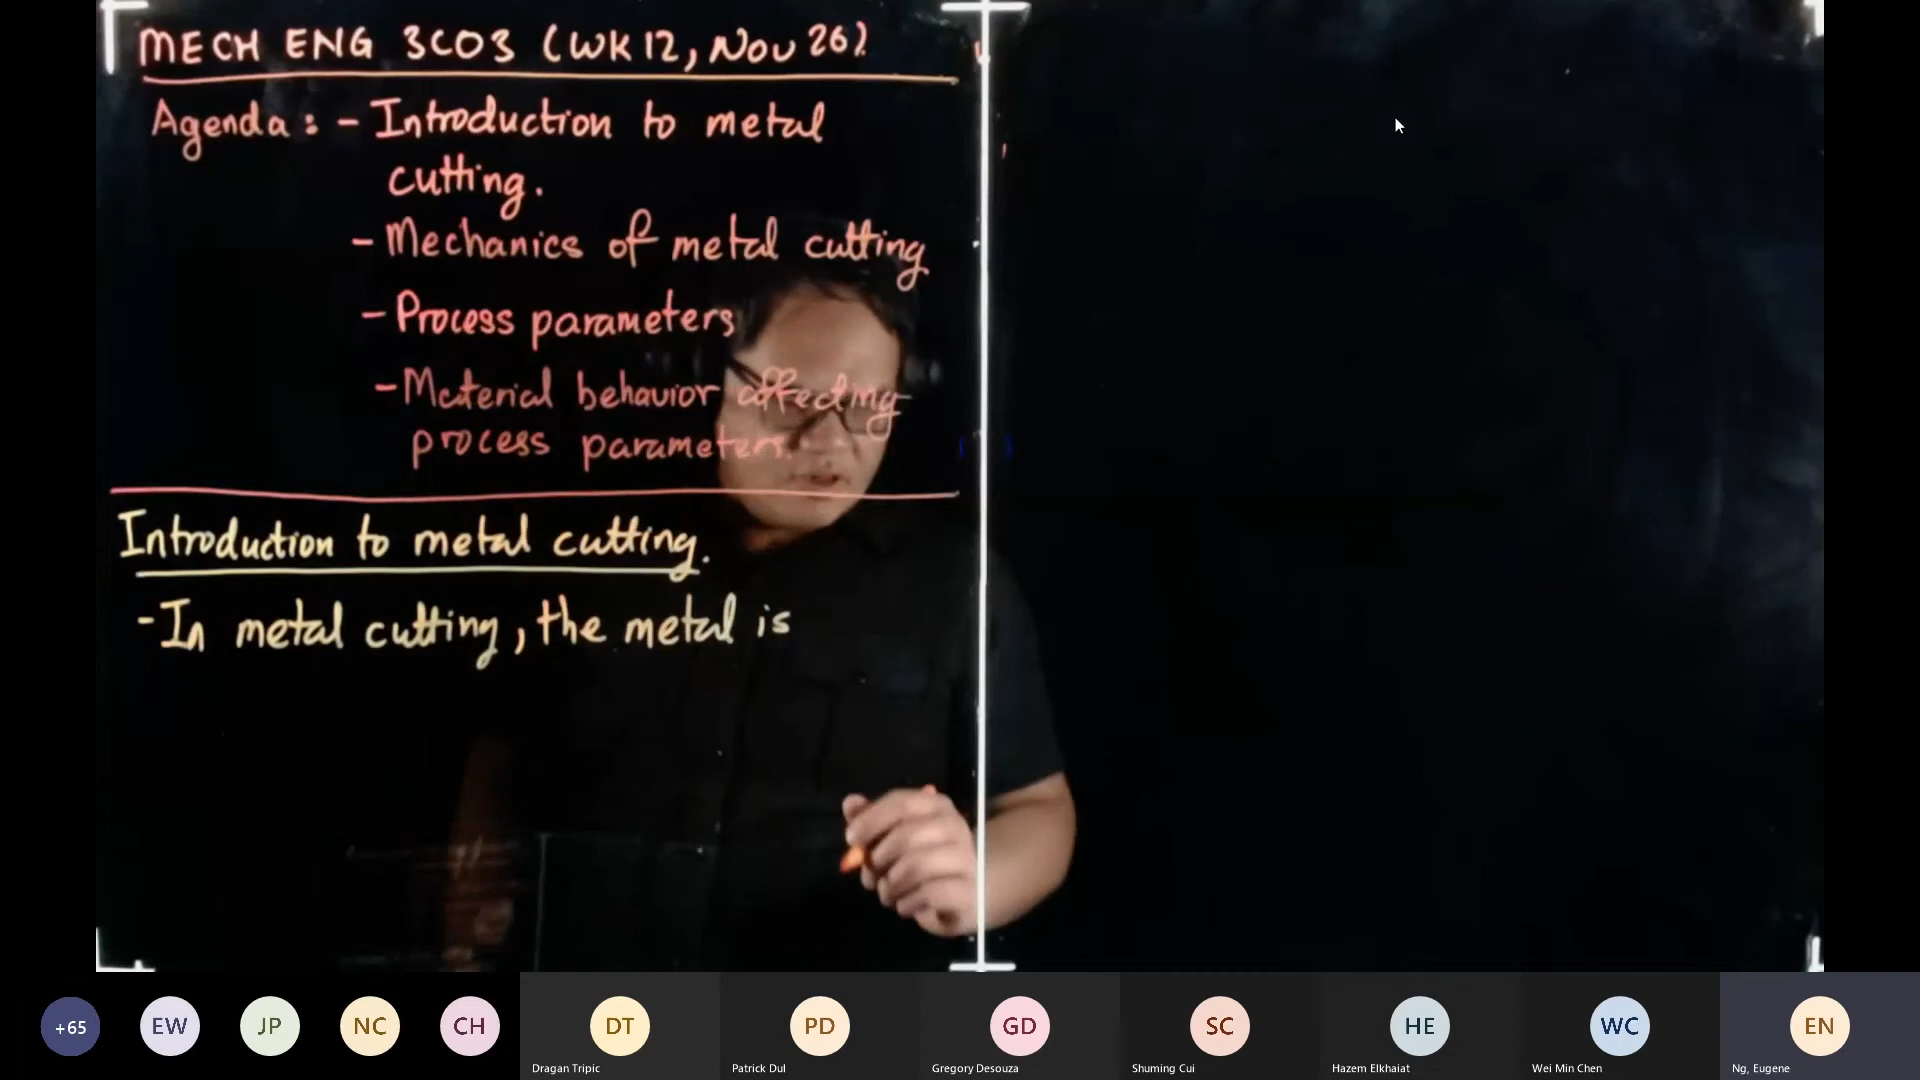 MECH ENG 3C03 (WK 12, Nov 26)
Agenda: - Introduction to metal
cutting.
- Mechanics of metal cutting
- Process parameters
- Material behavior affecting
process parameters.
Introduction to metal cutting.
- In metal cutting, the metal is
+65
EW
JP
NC
CH
DT
PD
GD
SC
HE
WC
EN
Dragan Tripic
Patrick Dul
Gregory Desouza
Shuming Cui
Hazem Elkhaiat
Wei Min Chen
Ng, Eugene